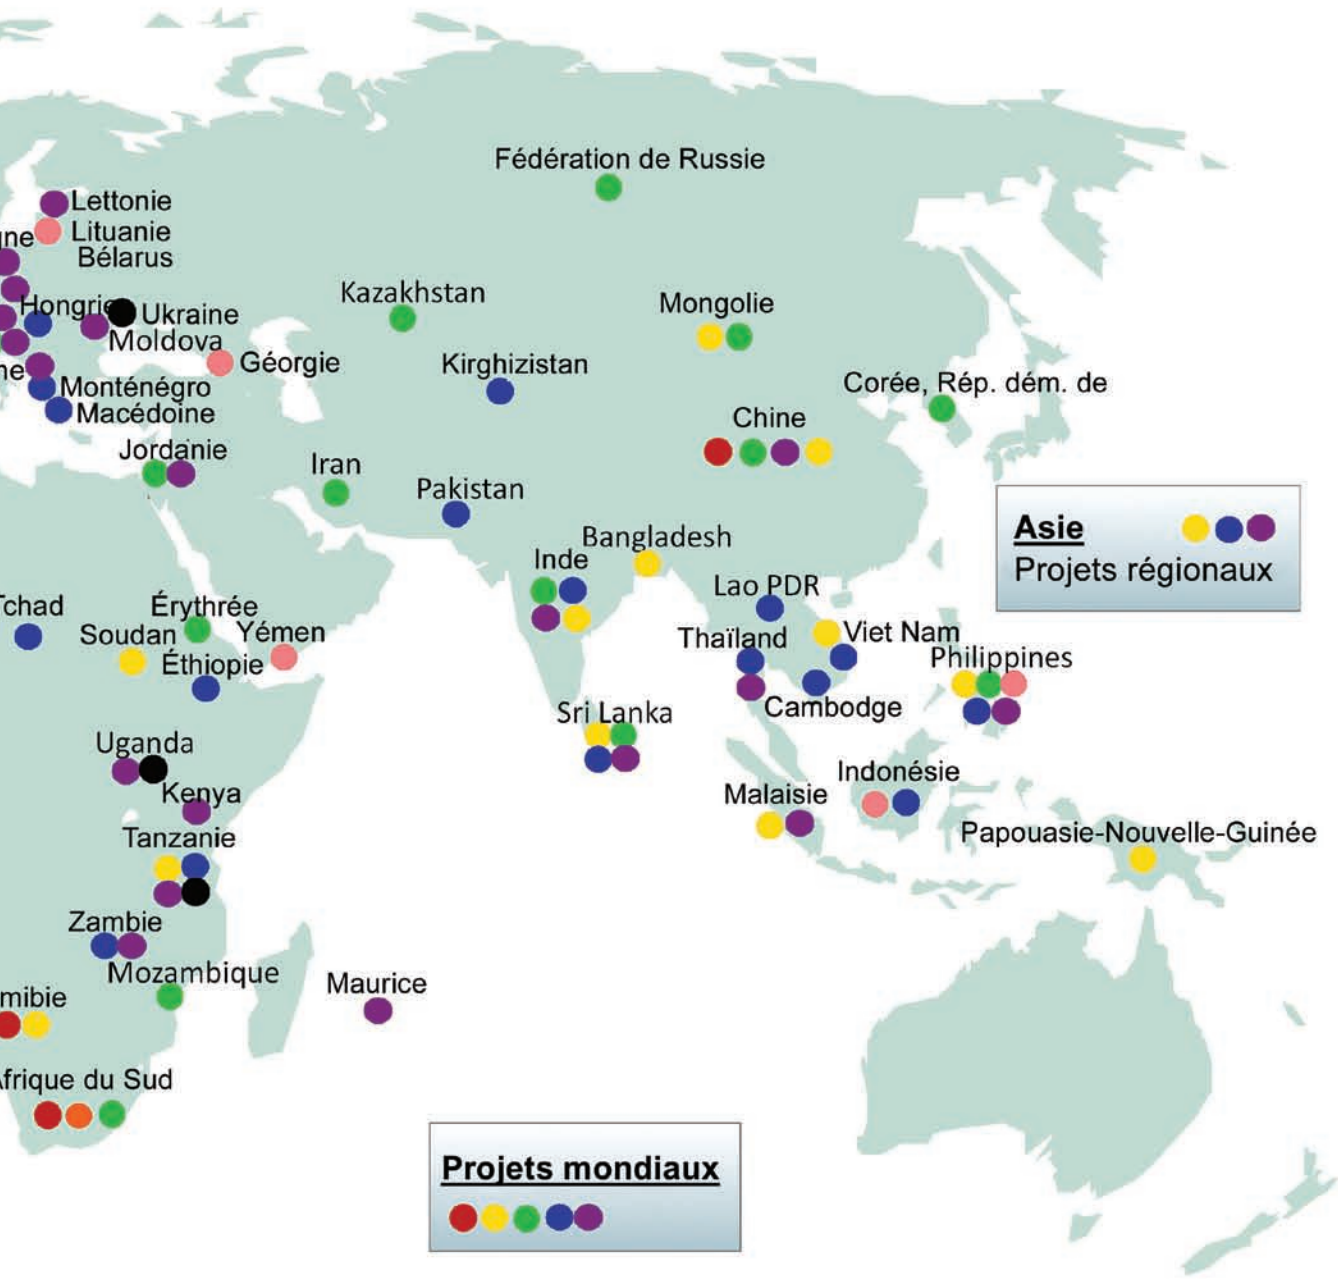 Fédération de Russie
Lettonie
gne
Lituanie
Bélarus
Kazakhstan
Mongolie
Hongrie
Ukraine
Moldova
Géorgie
Kirghizistan
ne
Monténégro
Macédoine
Corée, Rép. dém. de
Chine
Jordanie
Iran
Pakistan
Asie
Projets régionaux
Bangladesh
Inde
Lao PDR
Tchad
Érythrée
Soudan
Yémen
Éthiopie
Thaïland
Viet Nam
Philippines
Cambodge
Sri Lanka
Uganda
Kenya
Indonésie
Malaisie
Tanzanie
Papouasie-Nouvelle-Guinée
Zambie
Mozambique
Maurice
mibie
Afrique du Sud
Projets mondiaux